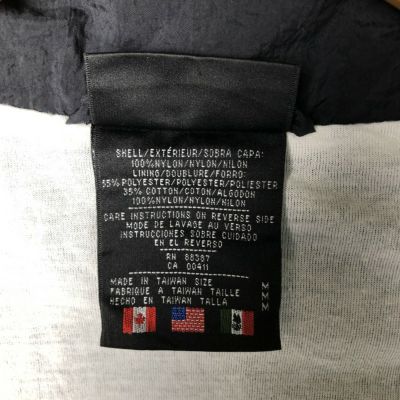 SHELL/EXTÉRIEUR/SOBRA CAPA:
100%NYLON/NYLON/NILON
LINING/DOUBLURE/FORRO:
65%POLYESTER/POLYESTER/POLIESTER
35%COTTON/COTON/ALGODON
100%NYLON/NYLON/NILON
CARE INSTRUCTIONS ON REVERSE SIDE
MODE DE LAVAGE AU VERSO
INSTRUCCIONES SOBRE CUIDADO
EN EL REVERSO
RN 88387
CA 00411
MADE IN TAIWAN SIZE M
FABRIQUE A TAIWAN TAILLE M
HECHO EN TAIWAN TALLA M